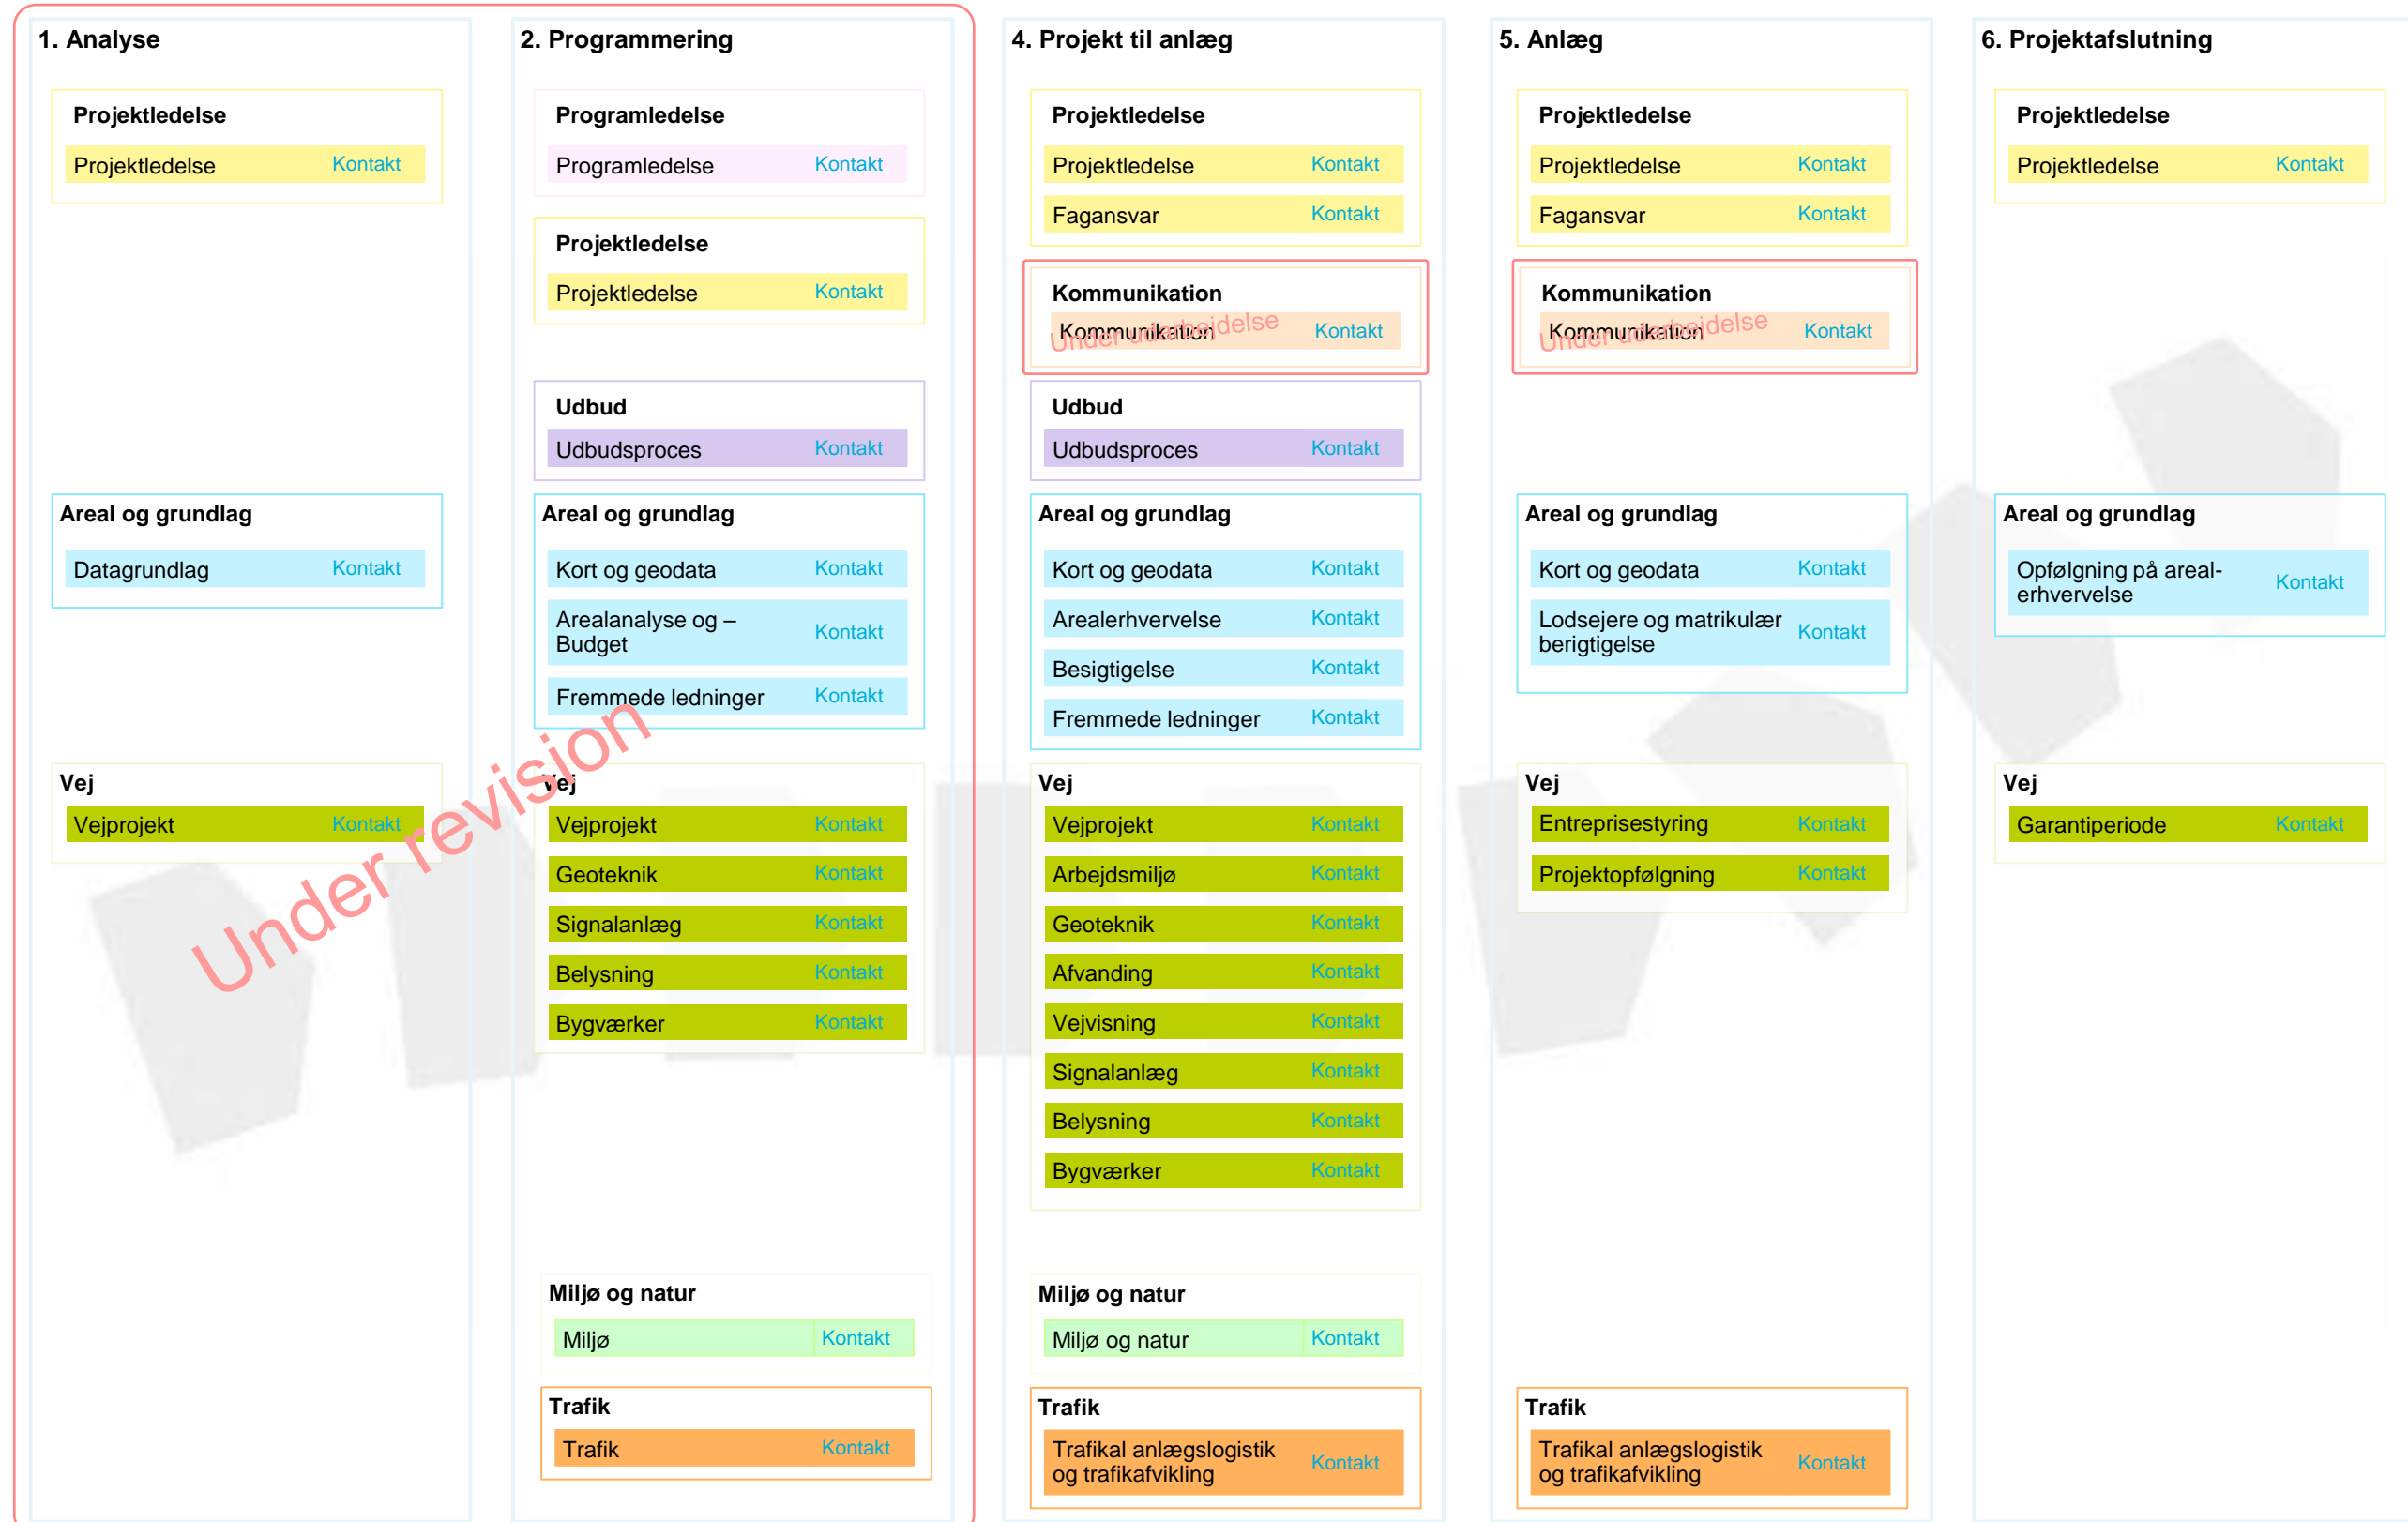 1. Analyse
Projektledelse
Projektledelse Kontakt
Areal og grundlag
Datagrundlag Kontakt
Vej
Vejprojekt Kontakt
Under revision
2. Programmering
Programledelse
Programledelse Kontakt
Projektledelse
Projektledelse Kontakt
Udbud
Udbudsproces Kontakt
Areal og grundlag
Kort og geodata Kontakt
Arealanalyse og –
Budget Kontakt
Fremmede ledninger Kontakt
Vej
Vejprojekt Kontakt
Geoteknik Kontakt
Signalanlæg Kontakt
Belysning Kontakt
Bygværker Kontakt
Miljø og natur
Miljø Kontakt
Trafik
Trafik Kontakt
4. Projekt til anlæg
Projektledelse
Projektledelse Kontakt
Fagansvar Kontakt
Kommunikation
Kommunikation Kontakt
Under udarbejdelse
Udbud
Udbudsproces Kontakt
Areal og grundlag
Kort og geodata Kontakt
Arealerhvervelse Kontakt
Besigtigelse Kontakt
Fremmede ledninger Kontakt
Vej
Vejprojekt Kontakt
Arbejdsmiljø Kontakt
Geoteknik Kontakt
Afvanding Kontakt
Vejvisning Kontakt
Signalanlæg Kontakt
Belysning Kontakt
Bygværker Kontakt
Miljø og natur
Miljø og natur Kontakt
Trafik
Trafikal anlægslogistik
og trafikafvikling Kontakt
5. Anlæg
Projektledelse
Projektledelse Kontakt
Fagansvar Kontakt
Kommunikation
Kommunikation Kontakt
Under udarbejdelse
Areal og grundlag
Kort og geodata Kontakt
Lodsejere og matrikulær
berigtigelse Kontakt
Vej
Entreprisestyring Kontakt
Projektopfølgning Kontakt
Trafik
Trafikal anlægslogistik
og trafikafvikling Kontakt
6. Projektafslutning
Projektledelse
Projektledelse Kontakt
Areal og grundlag
Opfølgning på areal-
erhvervelse Kontakt
Vej
Garantiperiode Kontakt